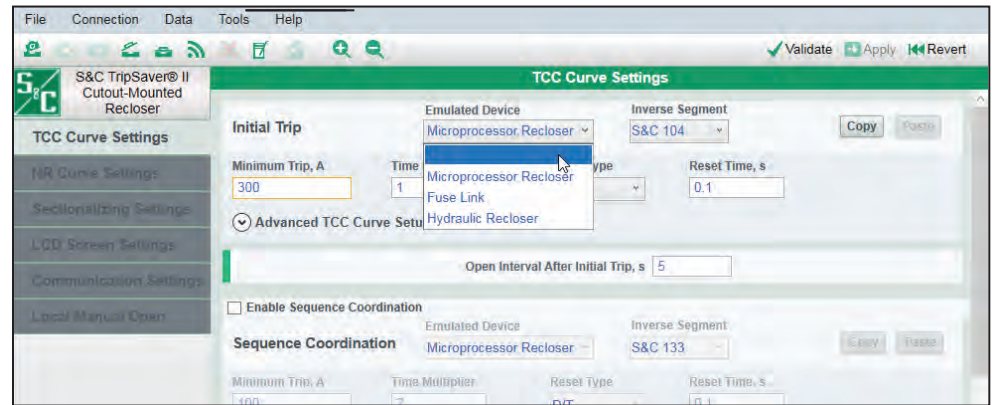 File Connection Data Tools Help
Validate Apply Revert
S&C
S&C TripSaver® II
Cutout-Mounted
Recloser
TCC Curve Settings
TCC Curve Settings
NR Curve Settings
Sectionalizing Settings
LCD Screen Settings
Communication Settings
Local Manual Open
Emulated Device Inverse Segment
Initial Trip Microprocessor Recloser S&C 104 Copy Paste
Microprocessor Recloser
Fuse Link
Hydraulic Recloser
Minimum Trip, A Time ype Reset Time, s
300 1 0.1
Advanced TCC Curve Setu
Open Interval After Initial Trip, s 5
Enable Sequence Coordination
Emulated Device Inverse Segment
Sequence Coordination Microprocessor Recloser S&C 133 Copy Paste
Minimum Trip, A Time Multiplier Reset Type Reset Time, s
100 2 D/T 0.1